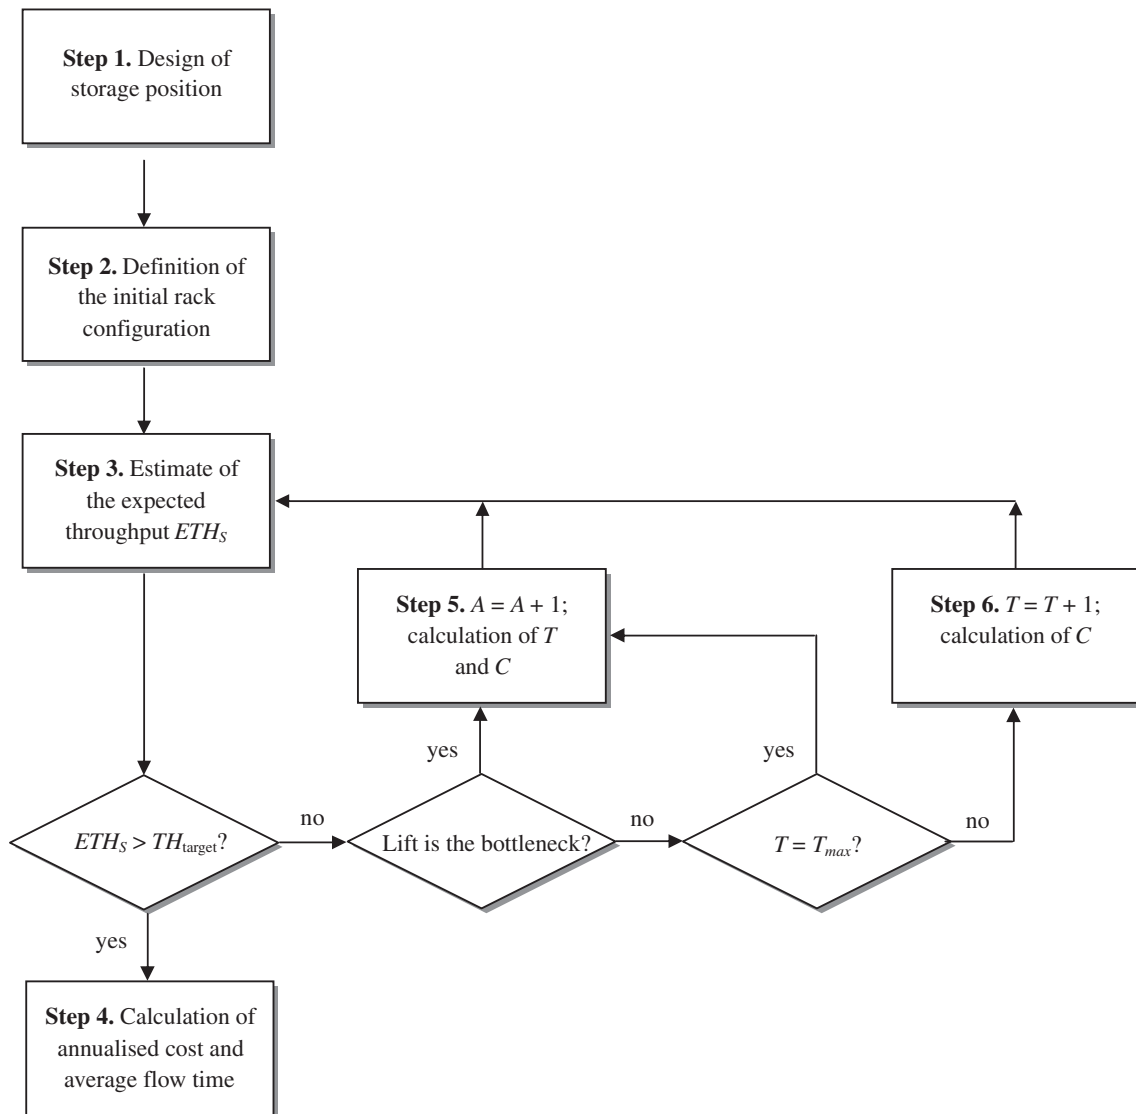 Step 1. Design of
storage position
Step 2. Definition of
the initial rack
configuration
Step 3. Estimate of
the expected
throughput ETHS
Step 5. A = A + 1;
calculation of T
and C
Step 6. T = T + 1;
calculation of C
yes
yes
ETHS > THtarget?
no
Lift is the bottleneck?
no
T = Tmax?
no
yes
Step 4. Calculation of
annualised cost and
average flow time